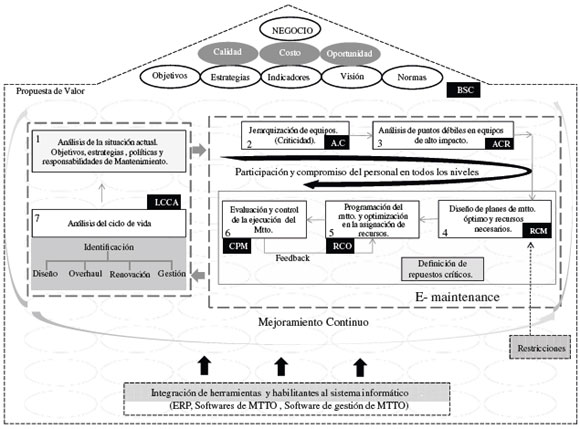 NEGOCIO
Calidad
Costo
Oportunidad
Objetivos
Estrategias
Indicadores
Visión
Normas
Propuesta de Valor
BSC
1
Análisis de la situación actual.
Objetivos, estrategias , políticas y
responsabilidades de Mantenimiento.
Jerarquización de equipos.
2 (Criticidad).
A.C
Análisis de puntos débiles en equipos
3 de alto impacto.
ACR
Participación y compromiso del personal en todos los niveles
LCCA
7
Análisis del ciclo de vida
Identificación
Diseño Overhaul Renovación Gestión
Evaluación y control
de la ejecución del
6 Mtto.
CPM
Programación del
mtto. y optimización
en la asignación de
5 recursos.
RCO
Diseño de planes de mtto.
óptimo y recursos
4 necesarios.
RCM
Feedback
Definición de
repuestos críticos.
E- maintenance
Mejoramiento Continuo
Restricciones
Integración de herramientas y habilitantes al sistema informático
(ERP, Softwares de MTTO , Software de gestión de MTTO)